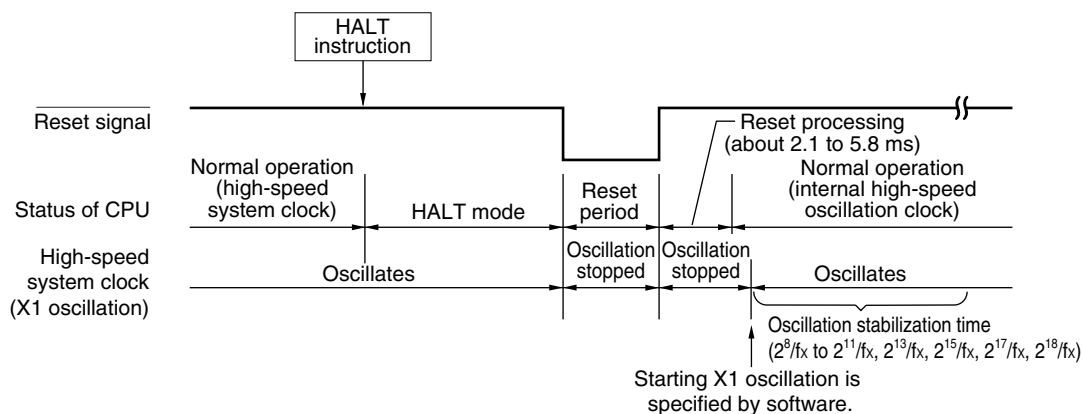 HALT
instruction
Reset signal
Reset processing
(about 2.1 to 5.8 ms)
Status of CPU
Normal operation
(high-speed
system clock)
HALT mode
Reset
period
Normal operation
(internal high-speed
oscillation clock)
High-speed
system clock
(X1 oscillation)
Oscillates
Oscillation
stopped
Oscillation
stopped
Oscillates
Oscillation stabilization time
(2⁸/fx to 2¹¹/fx, 2¹³/fx, 2¹⁵/fx, 2¹⁷/fx, 2¹⁸/fx)
Starting X1 oscillation is
specified by software.